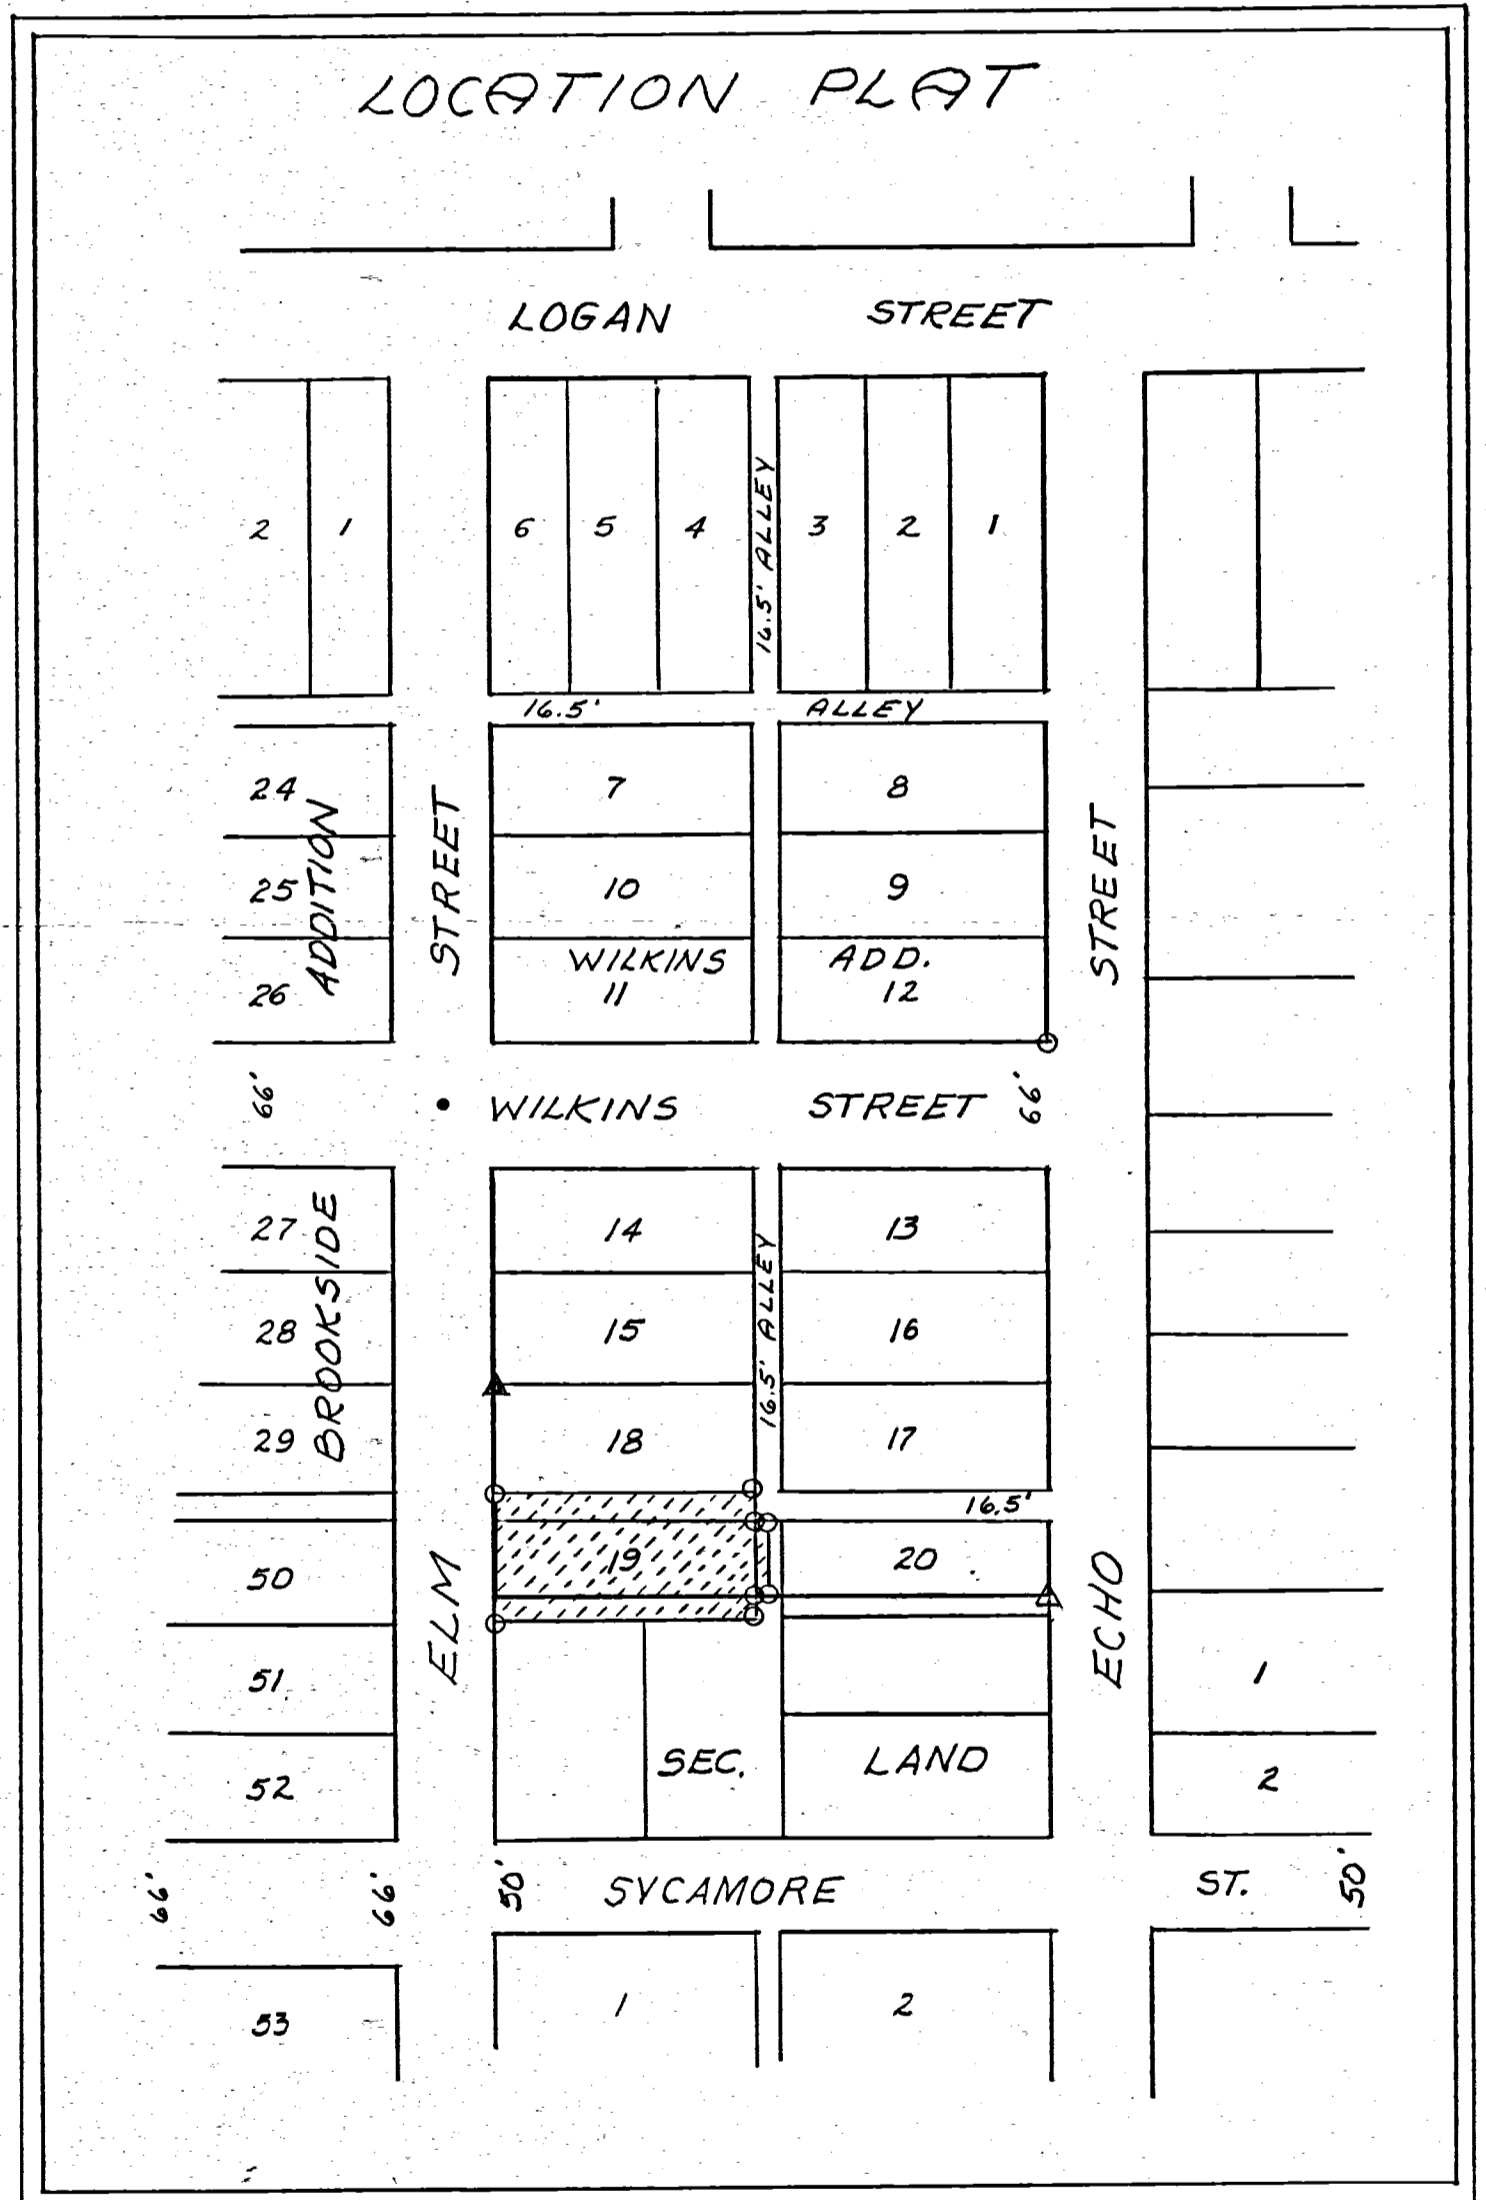 LOCATION PLAT
LOGAN STREET
2 1 6 5 4 16.5' ALLEY 3 2 1
16.5' ALLEY
24 7 8
25 10 9
ADDITION
STREET
STREET
WILKINS ADD.
26 11 12
66' WILKINS STREET 66'
27 14 13
BROOKSIDE
16.5' ALLEY
28 15 16
29 18 17
16.5'
50 19 20
ELM
ECHO
51 1
SEC. LAND
52 2
66' 66' 50' SYCAMORE ST. 50'
53 1 2